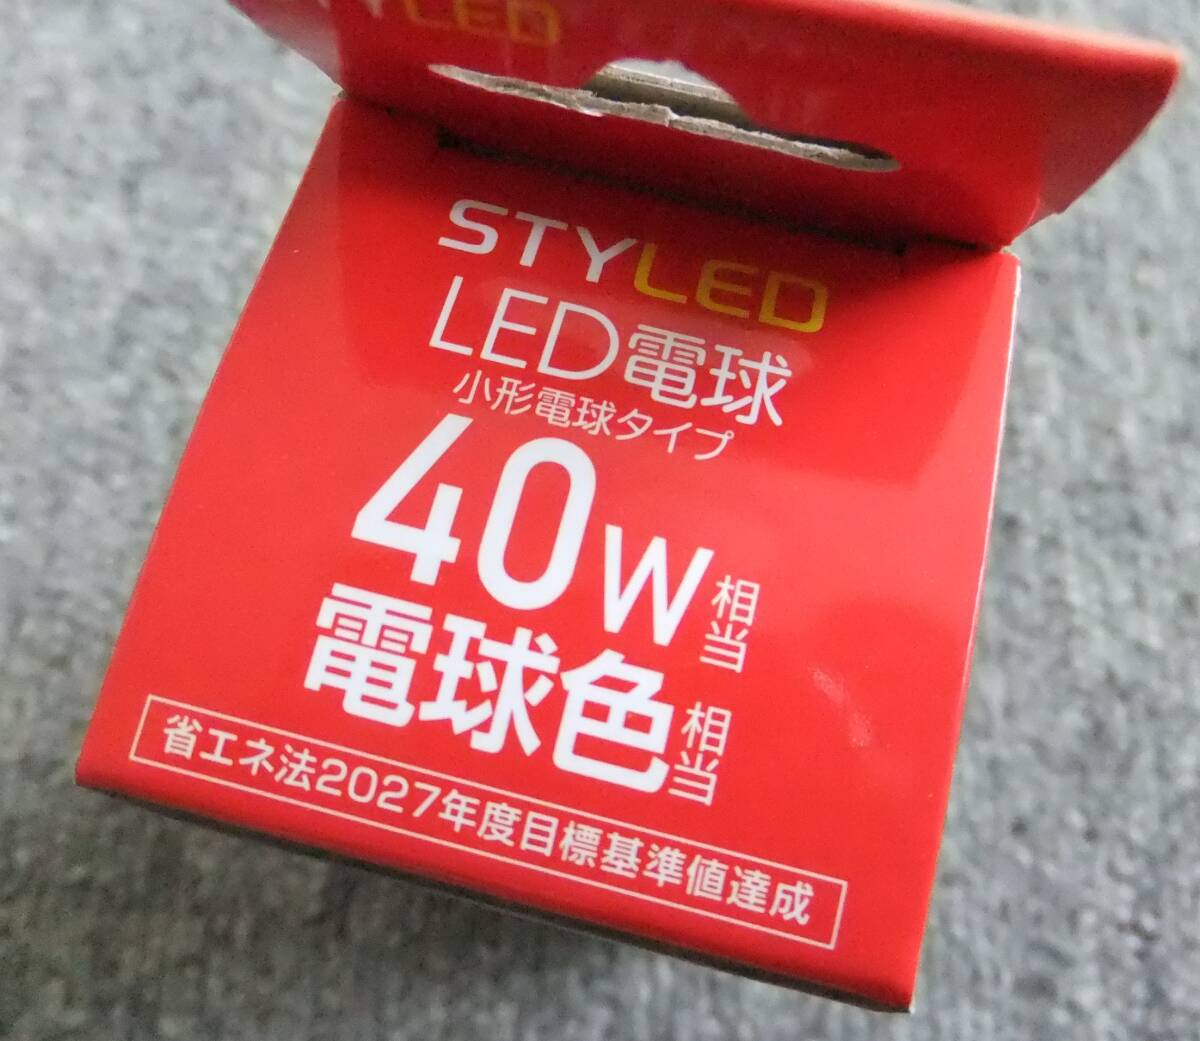 STYLED
STYLED
LED電球
小形電球タイプ
40W相当
電球色相当
省エネ法2027年度目標基準値達成